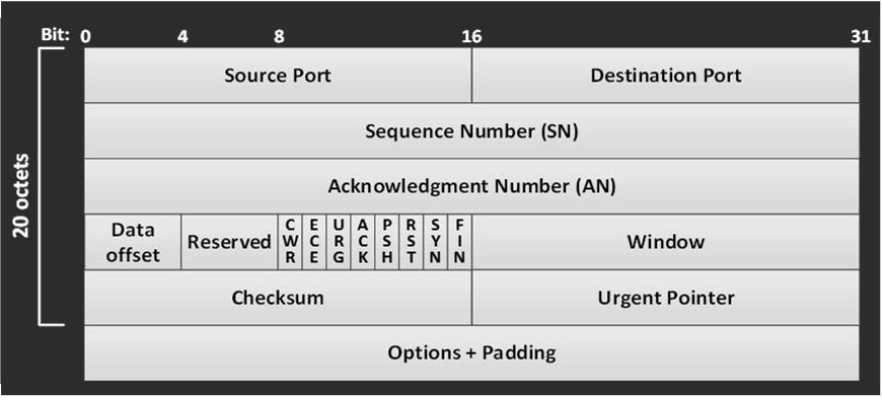 Bit: 0 4 8 16 31
20 octets
Source Port Destination Port
Sequence Number (SN)
Acknowledgment Number (AN)
Data offset Reserved CWR ECE URG ACK PSH RST SYN FIN Window
Checksum Urgent Pointer
Options + Padding